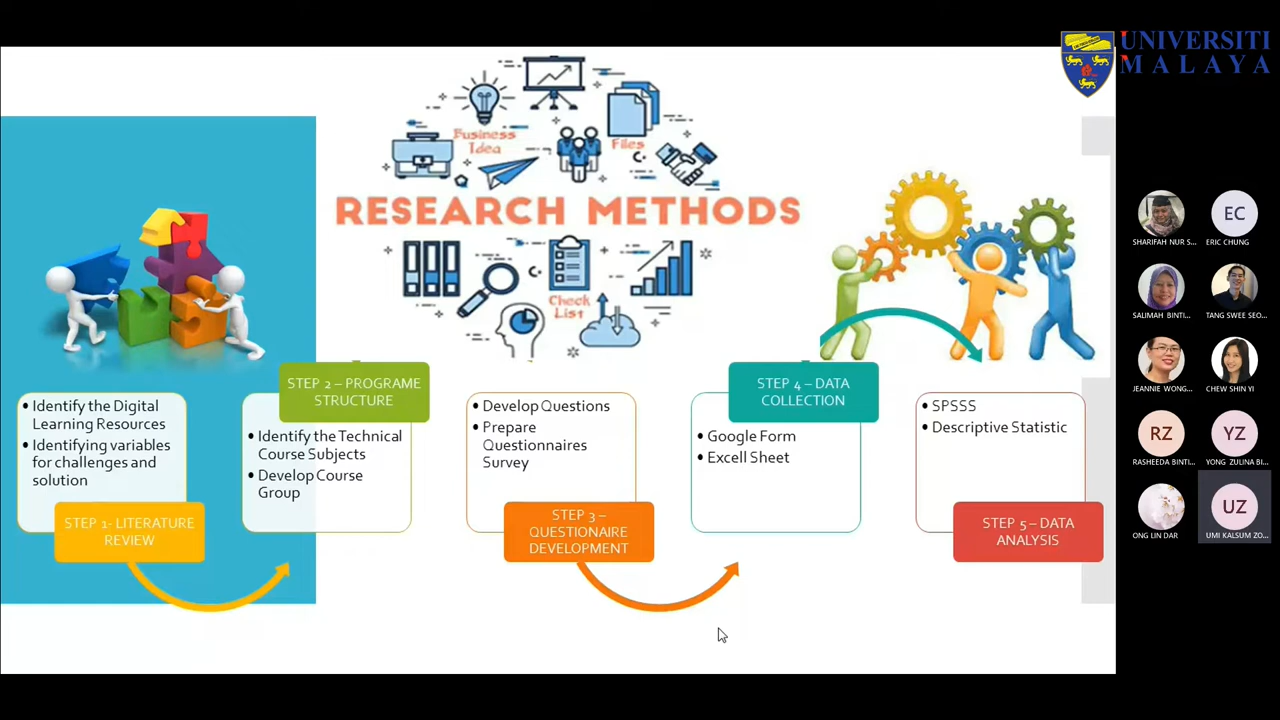 UNIVERSITI
MALAYA
Business
Idea
Files
RESEARCH METHODS
Check
List
• Identify the Digital
Learning Resources
• Identifying variables
for challenges and
solution
STEP 1- LITERATURE
REVIEW
STEP 2 – PROGRAME
STRUCTURE
• Identify the Technical
Course Subjects
• Develop Course
Group
• Develop Questions
• Prepare
Questionnaires
Survey
STEP 3 –
QUESTIONAIRE
DEVELOPMENT
STEP 4 – DATA
COLLECTION
• Google Form
• Excell Sheet
• SPSSS
• Descriptive Statistic
STEP 5 – DATA
ANALYSIS
SHARIFAH NUR S...
EC
ERIC CHUNG
SALIMAH BINTI...
TANG SWEE SEO...
JEANNIE WONG...
CHEW SHIN YI
RZ
RASHEEDA BINTI...
YZ
YONG ZULINA BI...
ONG LIN DAR
UZ
UMI KALSUM ZO...